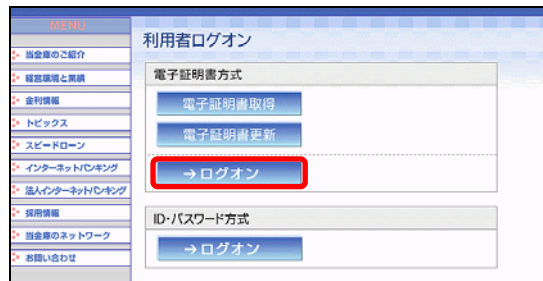 MENU
当金庫のご紹介
経営環境と業績
金利情報
トピックス
スピードローン
インターネットバンキング
法人インターネットバンキング
採用情報
当金庫のネットワーク
お問い合わせ
利用者ログオン
電子証明書方式
電子証明書取得
電子証明書更新
→ログオン
ID・パスワード方式
→ログオン